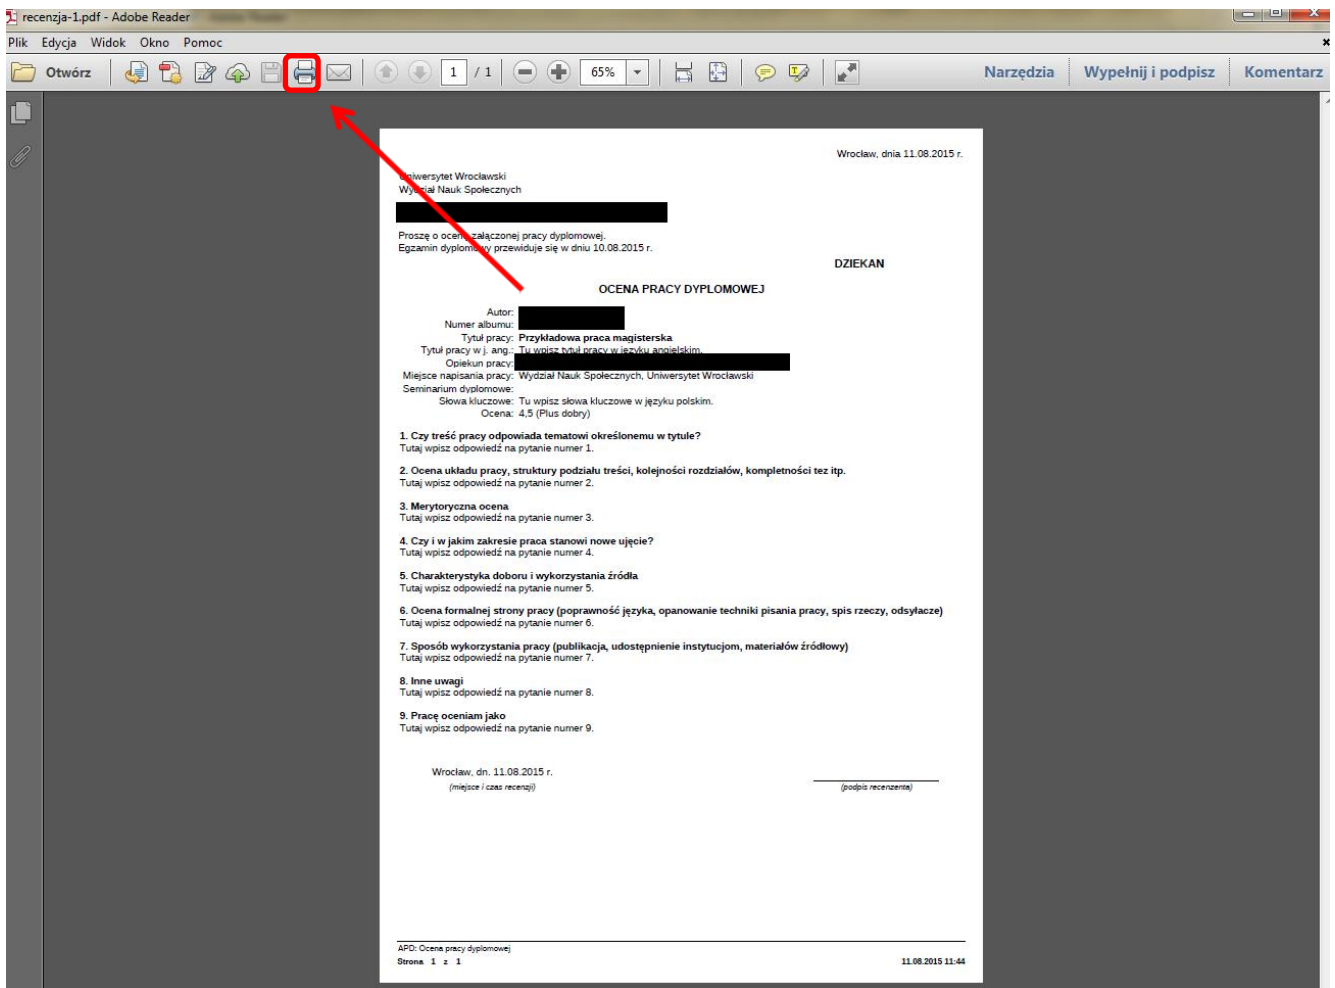 recenzja-1.pdf - Adobe Reader
Plik Edycja Widok Okno Pomoc
Otwórz 1 / 1 65% Narzędzia Wypełnij i podpisz Komentarz
Wrocław, dnia 11.08.2015 r.
Uniwersytet Wrocławski
Wydział Nauk Społecznych
Proszę o ocenę załączonej pracy dyplomowej.
Egzamin dyplomowy przewiduje się w dniu 10.08.2015 r.
DZIEKAN
OCENA PRACY DYPLOMOWEJ
Autor:
Numer albumu:
Tytuł pracy: Przykładowa praca magisterska
Tytuł pracy w j. ang.: Tu wpisz tytuł pracy w języku angielskim.
Opiekun pracy:
Miejsce napisania pracy: Wydział Nauk Społecznych, Uniwersytet Wrocławski
Seminarium dyplomowe:
Słowa kluczowe: Tu wpisz słowa kluczowe w języku polskim.
Ocena: 4,5 (Plus dobry)
1. Czy treść pracy odpowiada tematowi określonemu w tytule?
Tutaj wpisz odpowiedź na pytanie numer 1.
2. Ocena układu pracy, struktury podziału treści, kolejności rozdziałów, kompletności tez itp.
Tutaj wpisz odpowiedź na pytanie numer 2.
3. Merytoryczna ocena
Tutaj wpisz odpowiedź na pytanie numer 3.
4. Czy i w jakim zakresie praca stanowi nowe ujęcie?
Tutaj wpisz odpowiedź na pytanie numer 4.
5. Charakterystyka doboru i wykorzystania źródła
Tutaj wpisz odpowiedź na pytanie numer 5.
6. Ocena formalnej strony pracy (poprawność języka, opanowanie techniki pisania pracy, spis rzeczy, odsyłacze)
Tutaj wpisz odpowiedź na pytanie numer 6.
7. Sposób wykorzystania pracy (publikacja, udostępnienie instytucjom, materiałów źródłowy)
Tutaj wpisz odpowiedź na pytanie numer 7.
8. Inne uwagi
Tutaj wpisz odpowiedź na pytanie numer 8.
9. Pracę oceniam jako
Tutaj wpisz odpowiedź na pytanie numer 9.
Wrocław, dn. 11.08.2015 r.
(miejsce i czas recenzji) (podpis recenzenta)
APD: Ocena pracy dyplomowej
Strona 1 z 1 11.08.2015 11:44